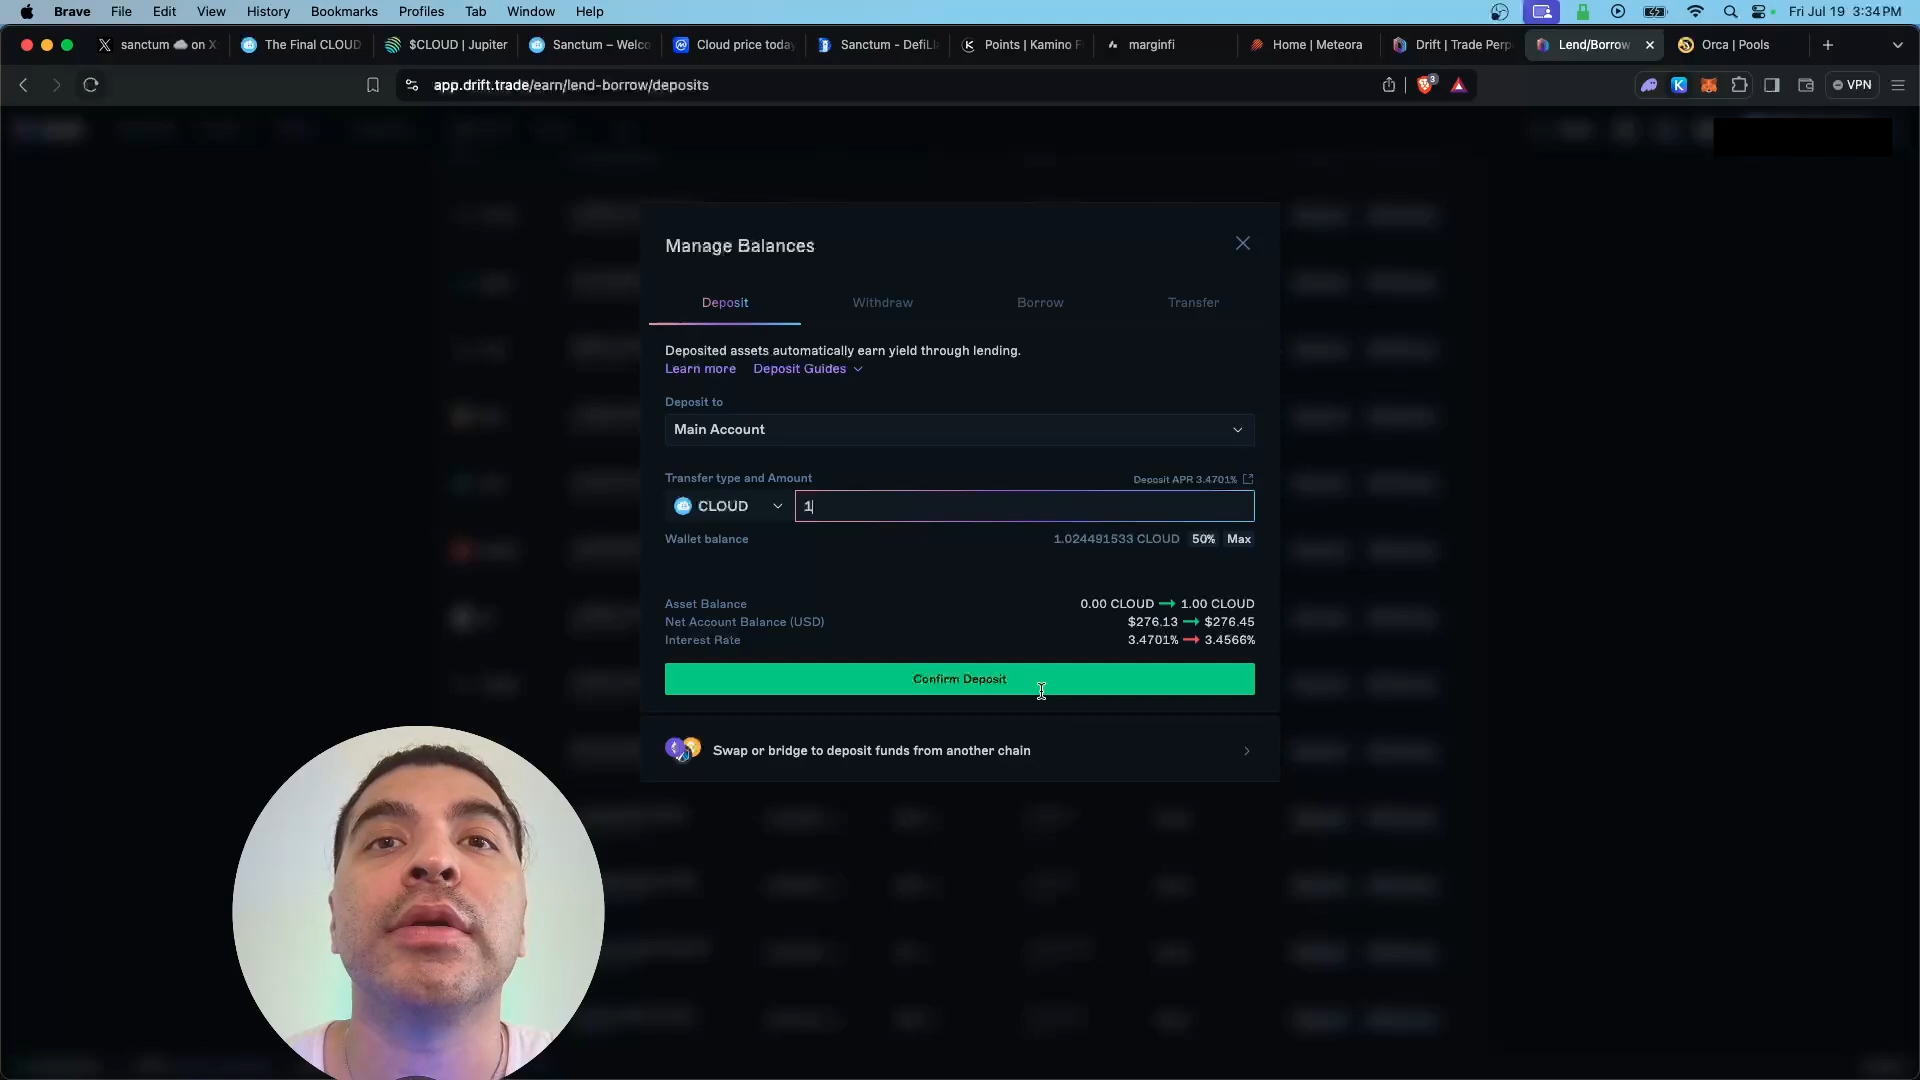 Brave File Edit View History Bookmarks Profiles Tab Window Help Fri Jul 19 3:34 PM
sanctum ☁️ on X The Final CLOUD $CLOUD | Jupiter Sanctum – Welco Cloud price today Sanctum - DefiLl Points | Kamino F marginfi Home | Meteora Drift | Trade Perp Lend/Borrow Orca | Pools
app.drift.trade/earn/lend-borrow/deposits 3 VPN
Manage Balances
Deposit Withdraw Borrow Transfer
Deposited assets automatically earn yield through lending.
Learn more Deposit Guides
Deposit to
Main Account
Transfer type and Amount Deposit APR 3.4701%
CLOUD 1
Wallet balance 1.024491533 CLOUD 50% Max
Asset Balance 0.00 CLOUD → 1.00 CLOUD
Net Account Balance (USD) $276.13 → $276.45
Interest Rate 3.4701% → 3.4566%
Confirm Deposit
Swap or bridge to deposit funds from another chain